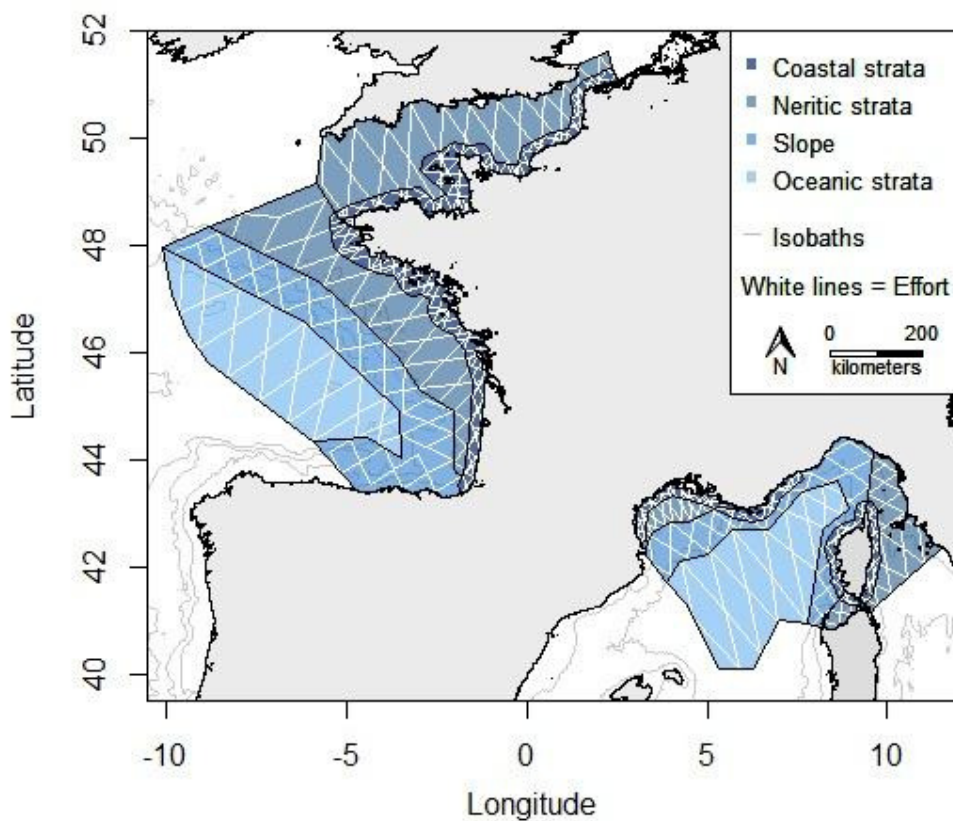 52
50
48
46
44
42
40
Latitude
-10
-5
0
5
10
Longitude
Coastal strata
Neritic strata
Slope
Oceanic strata
Isobaths
White lines = Effort
N
0 200
kilometers